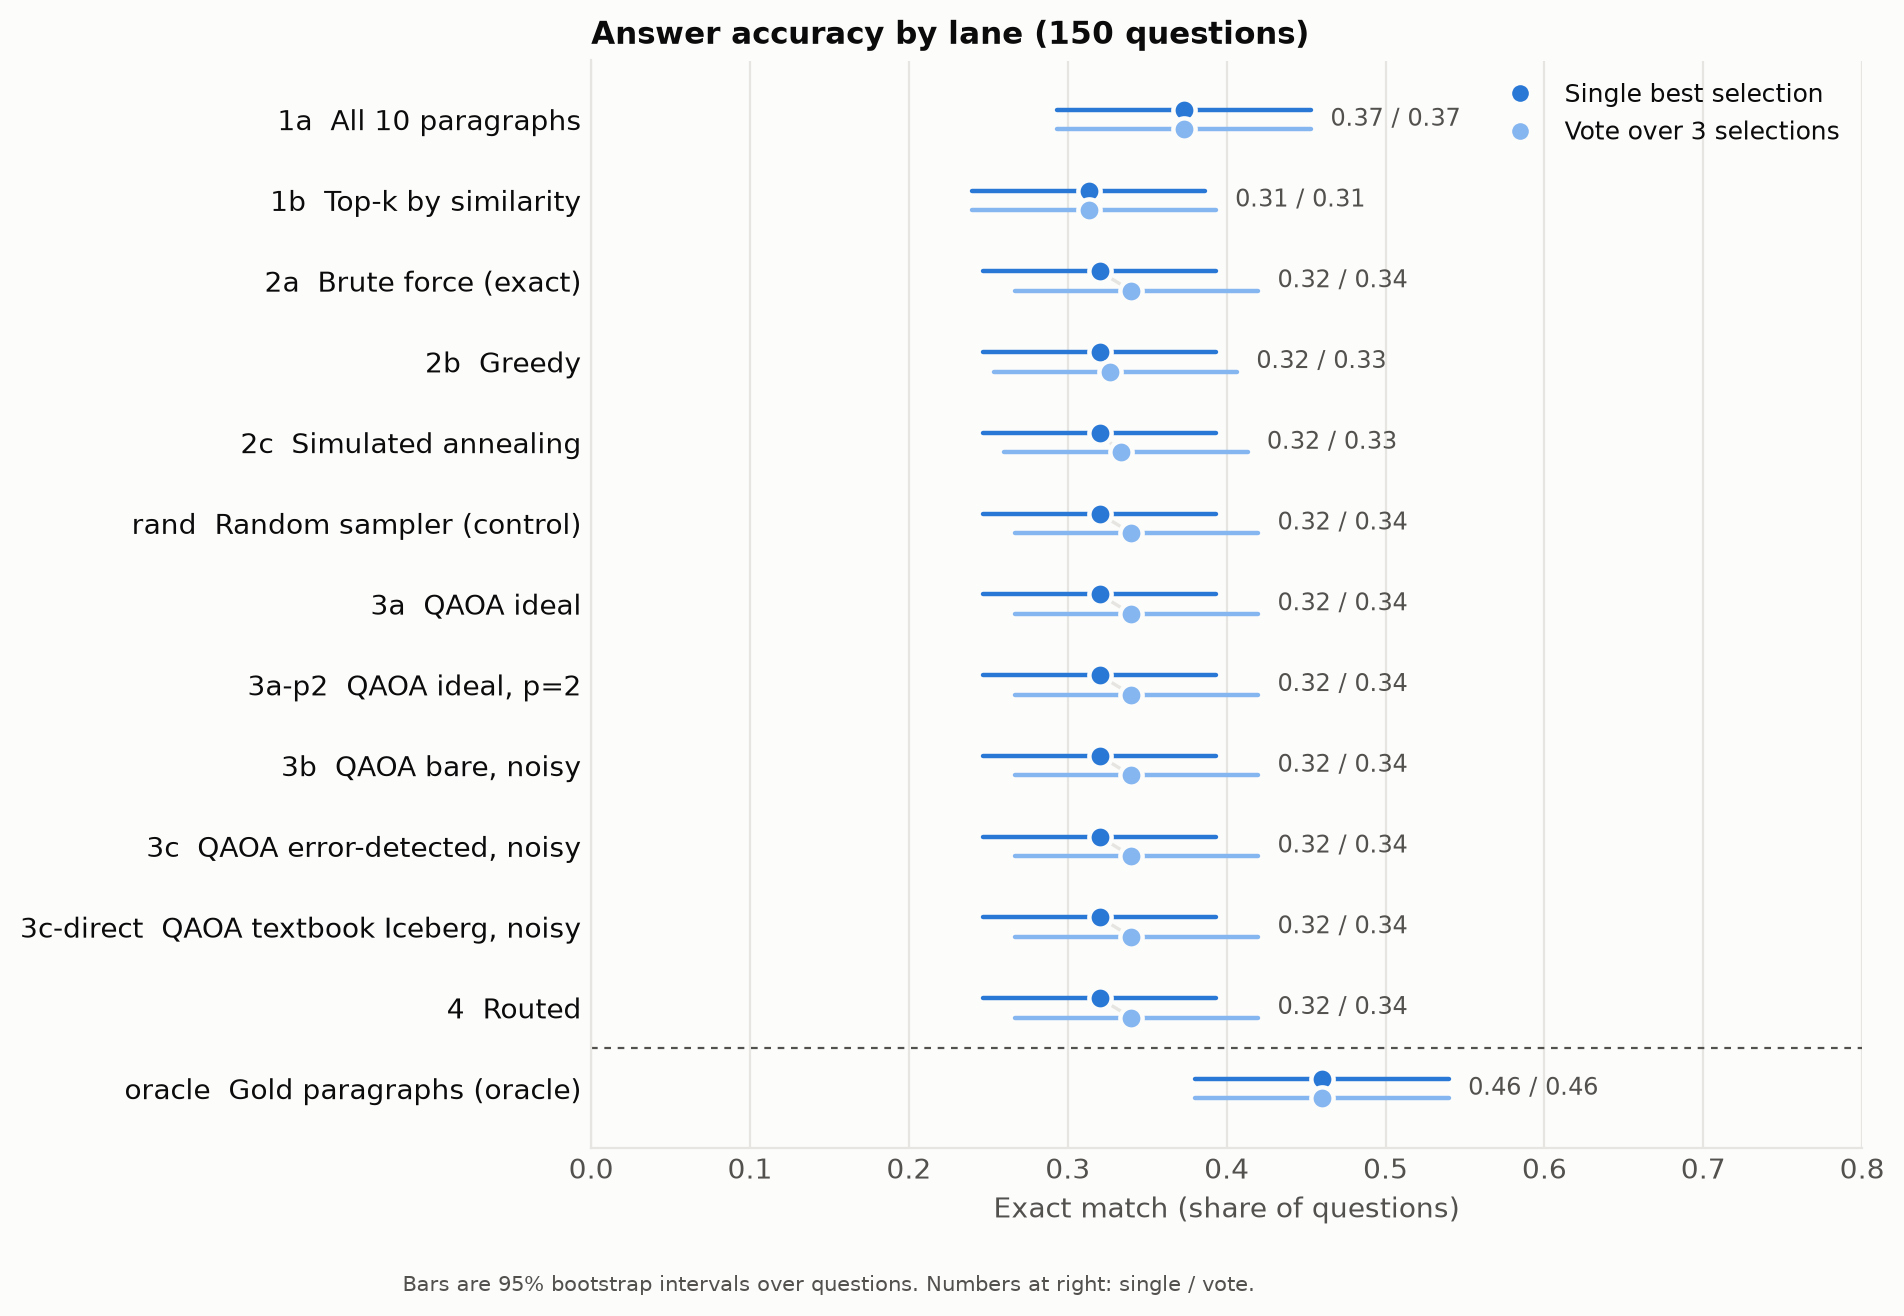 Answer accuracy by lane (150 questions)
Single best selection
Vote over 3 selections
1a  All 10 paragraphs  0.37 / 0.37
1b  Top-k by similarity  0.31 / 0.31
2a  Brute force (exact)  0.32 / 0.34
2b  Greedy  0.32 / 0.33
2c  Simulated annealing  0.32 / 0.33
rand  Random sampler (control)  0.32 / 0.34
3a  QAOA ideal  0.32 / 0.34
3a-p2  QAOA ideal, p=2  0.32 / 0.34
3b  QAOA bare, noisy  0.32 / 0.34
3c  QAOA error-detected, noisy  0.32 / 0.34
3c-direct  QAOA textbook Iceberg, noisy  0.32 / 0.34
4  Routed  0.32 / 0.34
oracle  Gold paragraphs (oracle)  0.46 / 0.46
0.0 0.1 0.2 0.3 0.4 0.5 0.6 0.7 0.8
Exact match (share of questions)
Bars are 95% bootstrap intervals over questions. Numbers at right: single / vote.